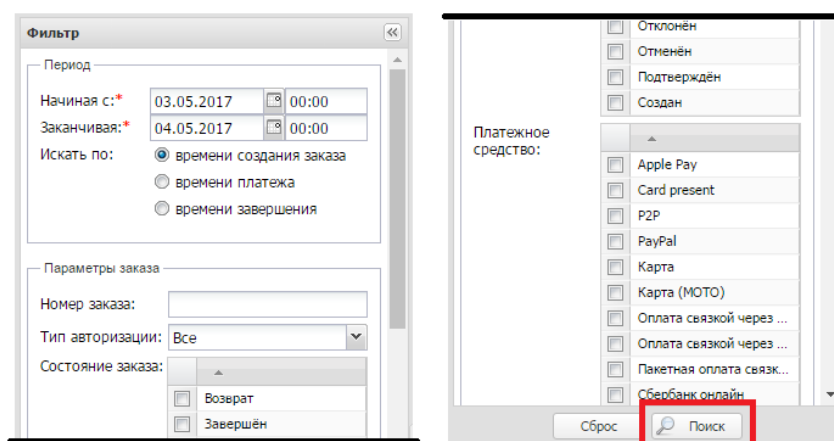 Фильтр
Период
Начиная с:* 03.05.2017 00:00
Заканчивая:* 04.05.2017 00:00
Искать по: времени создания заказа
времени платежа
времени завершения
Параметры заказа
Номер заказа:
Тип авторизации: Все
Состояние заказа:
Возврат
Завершён
Отклонён
Отменён
Подтверждён
Создан
Платежное
средство:
Apple Pay
Card present
P2P
PayPal
Карта
Карта (MOTO)
Оплата связкой через ...
Оплата связкой через ...
Пакетная оплата связк...
Сбербанк онлайн
Сброс Поиск